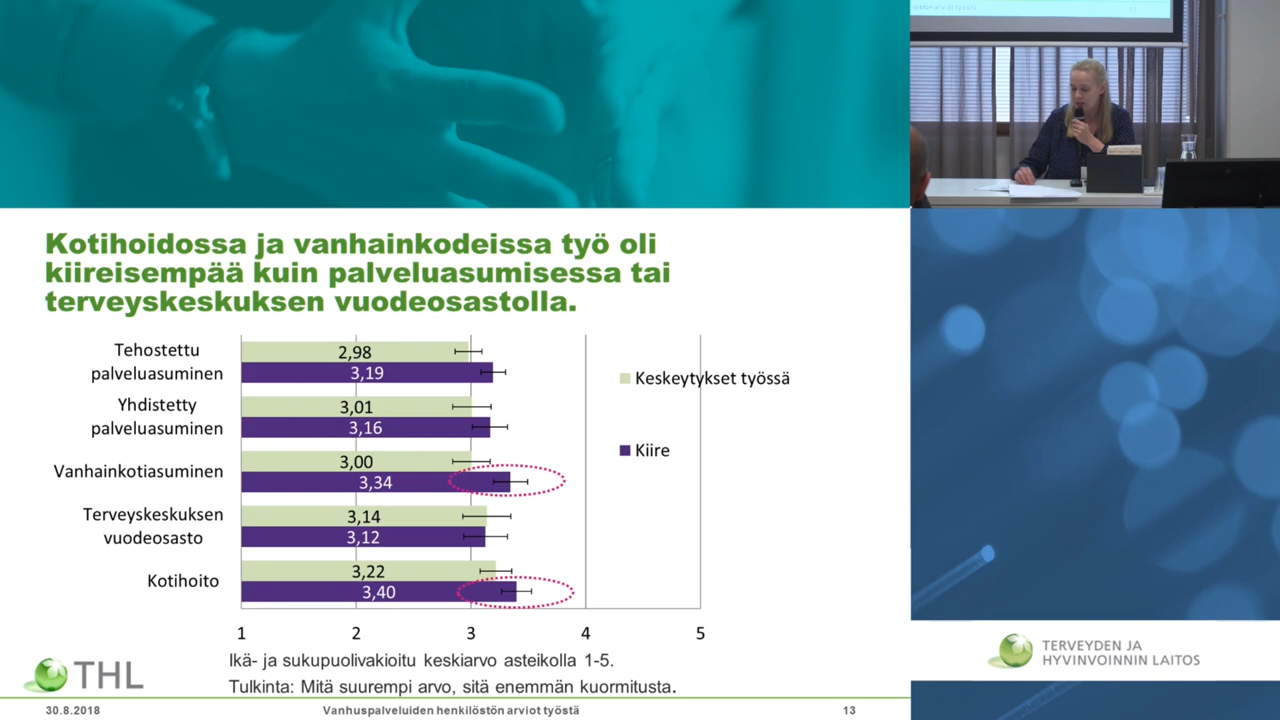 Kotihoidossa ja vanhainkodeissa työ oli
kiireisempää kuin palveluasumisessa tai
terveyskeskuksen vuodeosastolla.
Tehostettu
palveluasuminen
2,98
3,19
Yhdistetty
palveluasuminen
3,01
3,16
Vanhainkotiasuminen
3,00
3,34
Terveyskeskuksen
vuodeosasto
3,14
3,12
Kotihoito
3,22
3,40
Keskeytykset työssä
Kiire
1 2 3 4 5
Ikä- ja sukupuolivakioitu keskiarvo asteikolla 1-5.
Tulkinta: Mitä suurempi arvo, sitä enemmän kuormitusta.
THL
30.8.2018
Vanhuspalveluiden henkilöstön arviot työstä
13
TERVEYDEN JA
HYVINVOINNIN LAITOS